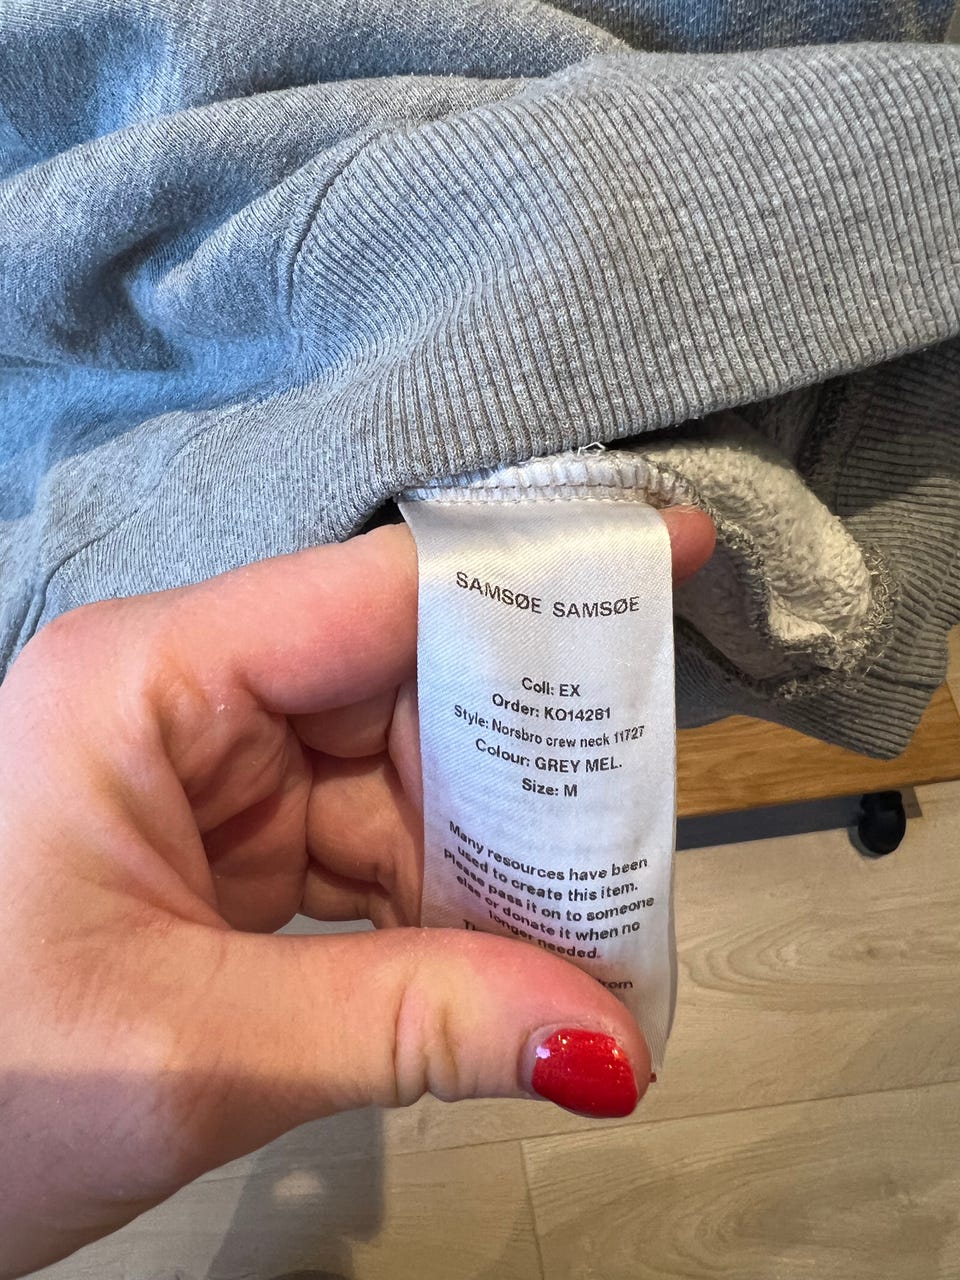 SAMSØE SAMSØE
Coll: EX
Order: KO14281
Style: Norsbro crew neck 11727
Colour: GREY MEL.
Size: M
Many resources have been
used to create this item.
Please pass it on to someone
else or donate it when no
longer needed.